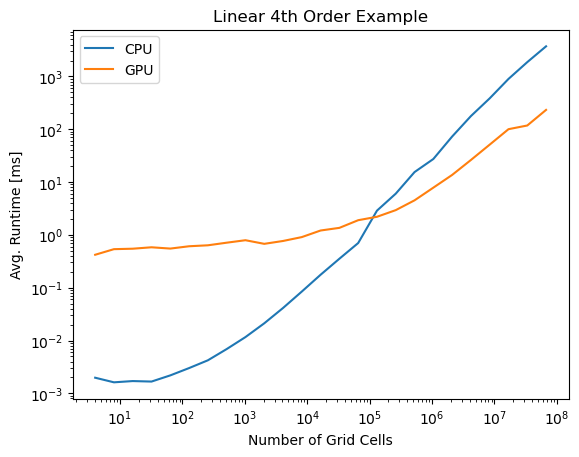 Linear 4th Order Example
CPU
GPU
Avg. Runtime [ms]
10³
10²
10¹
10⁰
10⁻¹
10⁻²
10⁻³
10¹ 10² 10³ 10⁴ 10⁵ 10⁶ 10⁷ 10⁸
Number of Grid Cells